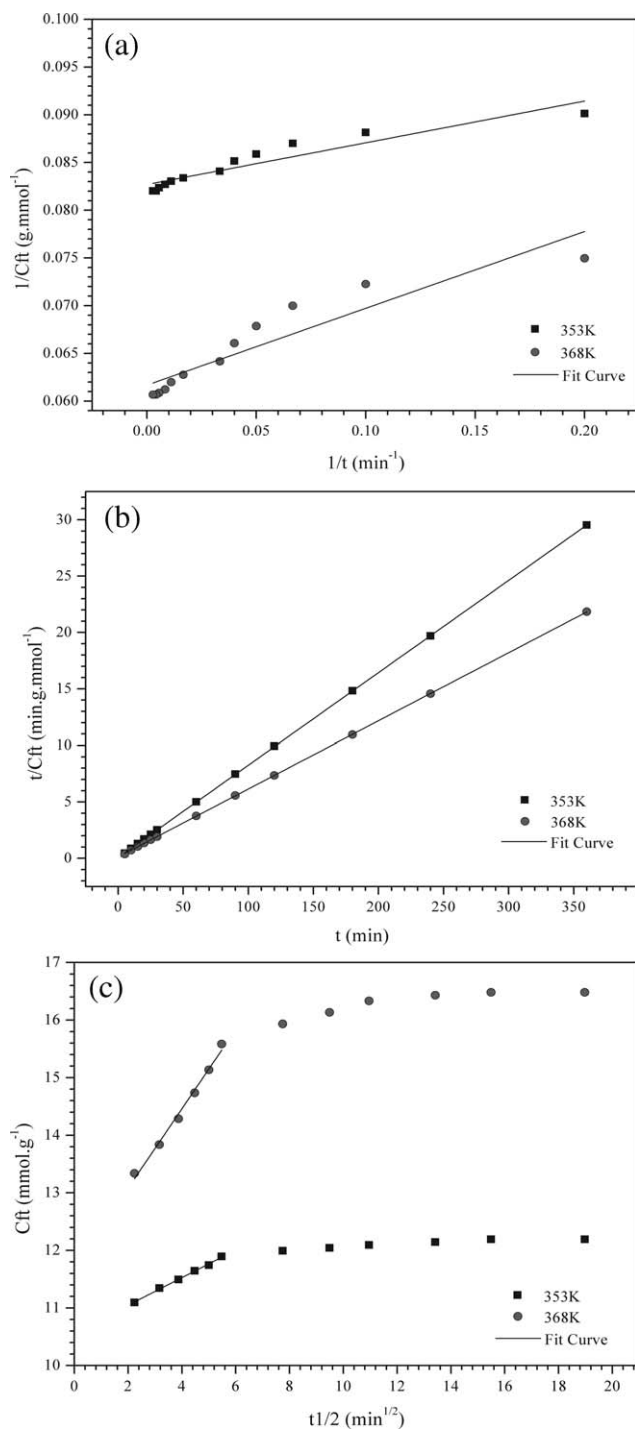 (a)
0.100
0.095
0.090
0.085
0.080
0.075
0.070
0.065
0.060
1/Cft (g.mmol⁻¹)
353K
368K
Fit Curve
0.00 0.05 0.10 0.15 0.20
1/t (min⁻¹)
(b)
30
25
20
15
10
5
0
t/Cft (min.g.mmol⁻¹)
353K
368K
Fit Curve
0 50 100 150 200 250 300 350
t (min)
(c)
17
16
15
14
13
12
11
10
Cft (mmol.g⁻¹)
353K
368K
Fit Curve
0 2 4 6 8 10 12 14 16 18 20
t1/2 (min¹ᐟ²)